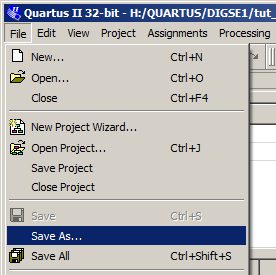 Quartus II 32-bit - H:/QUARTUS/DIGSE1/tut_
File Edit View Project Assignments Processing
New... Ctrl+N
Open... Ctrl+O
Close Ctrl+F4
New Project Wizard...
Open Project... Ctrl+J
Save Project
Close Project
Save Ctrl+S
Save As...
Save All Ctrl+Shift+S